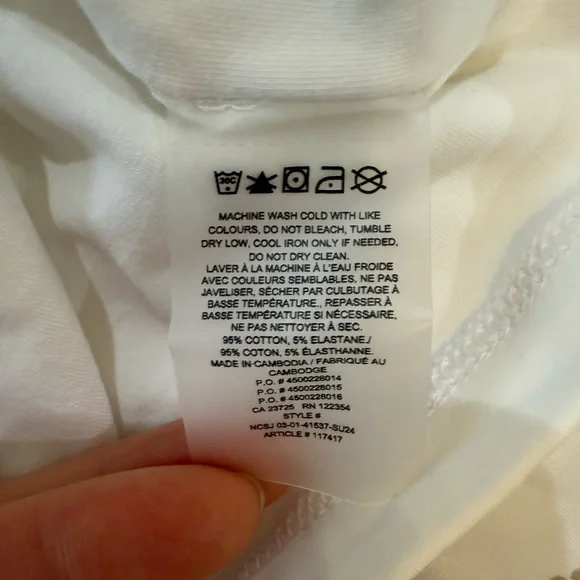 30C
MACHINE WASH COLD WITH LIKE
COLOURS, DO NOT BLEACH, TUMBLE
DRY LOW, COOL IRON ONLY IF NEEDED,
DO NOT DRY CLEAN.
LAVER À LA MACHINE À L'EAU FROIDE
AVEC COULEURS SEMBLABLES, NE PAS
JAVELISER, SÉCHER PAR CULBUTAGE À
BASSE TEMPÉRATURE., REPASSER À
BASSE TEMPÉRATURE SI NÉCESSAIRE,
NE PAS NETTOYER À SEC.
95% COTTON, 5% ELASTANE./
95% COTON, 5% ÉLASTHANNE.
MADE IN CAMBODIA / FABRIQUÉ AU
CAMBODGE
P.O. # 4500228014
P.O. # 4500228015
P.O. # 4500228016
CA 23725 RN 122354
STYLE #
NCSJ 03-01-41537-SU24
ARTICLE # 117417